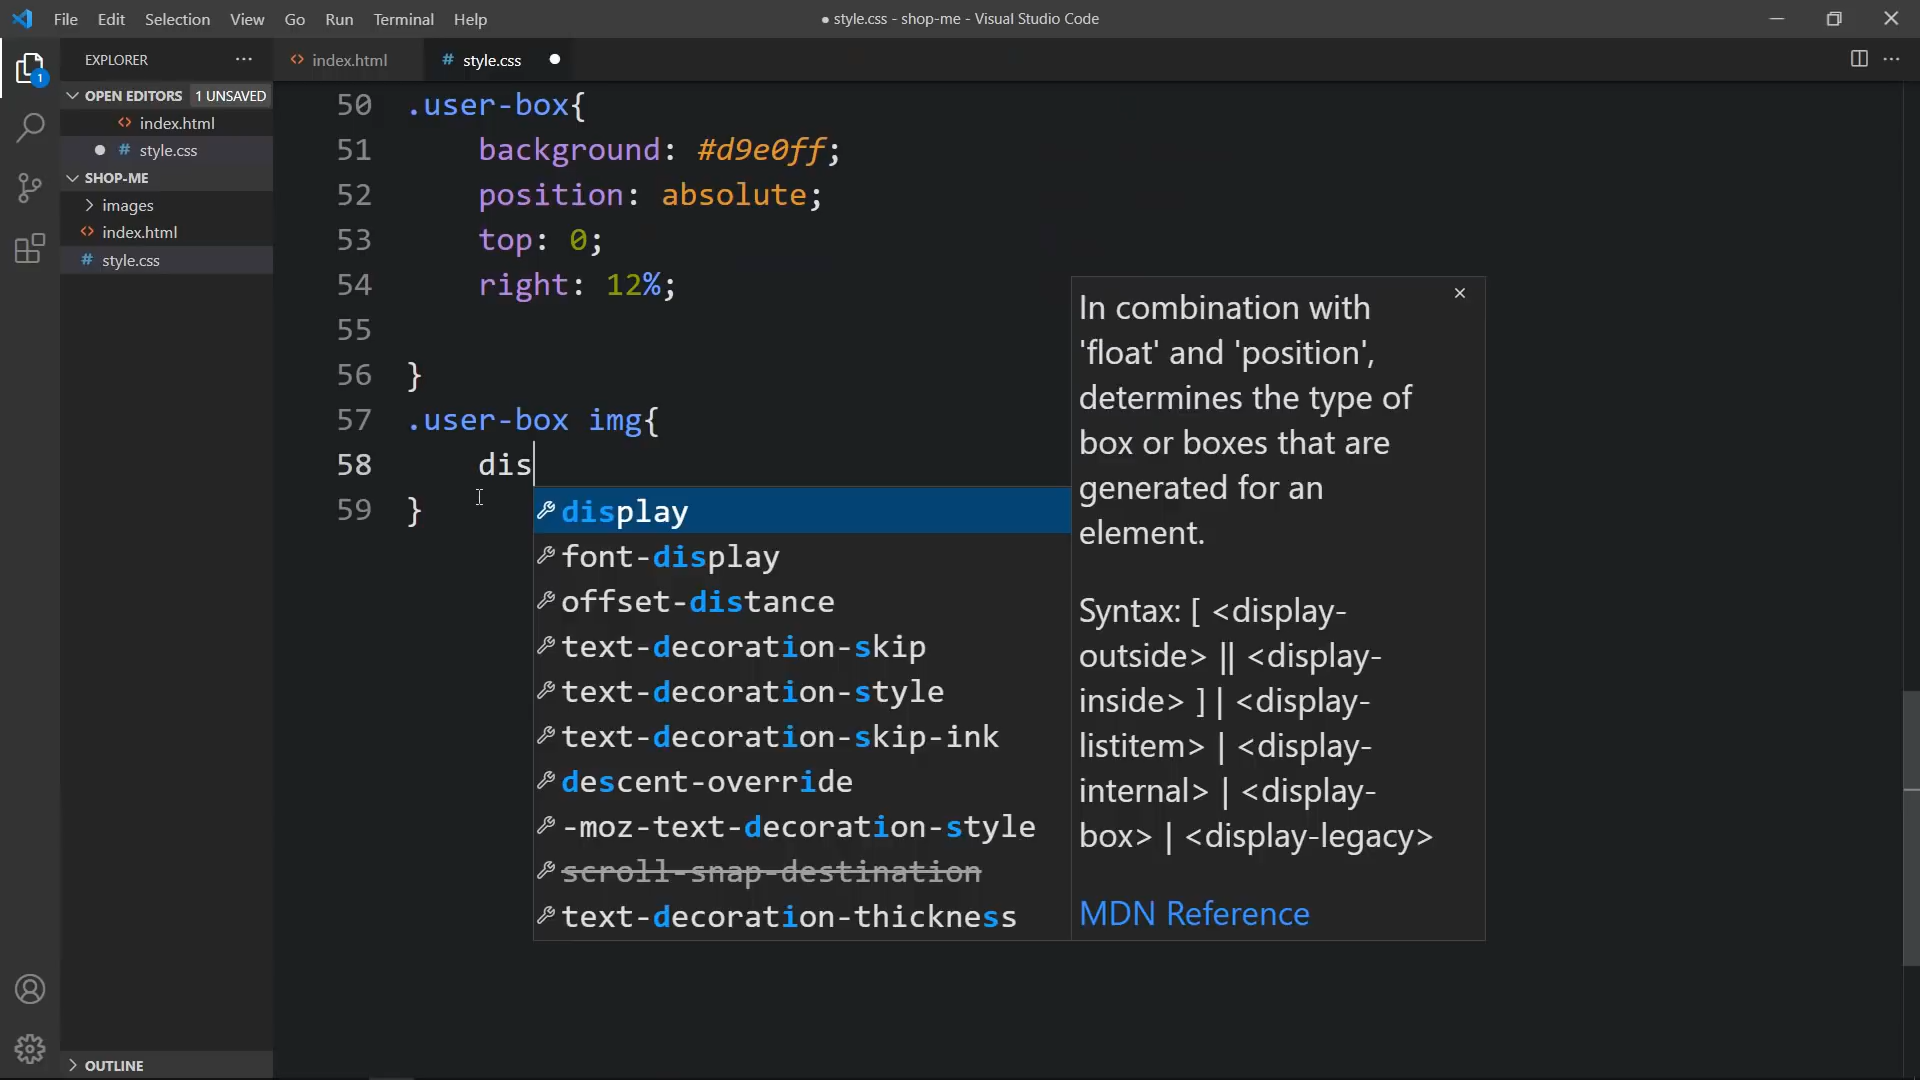 File Edit Selection View Go Run Terminal Help
● style.css - shop-me - Visual Studio Code
EXPLORER
index.html
# style.css
OPEN EDITORS 1 UNSAVED
index.html
# style.css
SHOP-ME
images
index.html
# style.css
OUTLINE
1
50 .user-box{
51 background: #d9e0ff;
52 position: absolute;
53 top: 0;
54 right: 12%;
55
56 }
57 .user-box img{
58 dis
59 }
display
font-display
offset-distance
text-decoration-skip
text-decoration-style
text-decoration-skip-ink
descent-override
-moz-text-decoration-style
scroll-snap-destination
text-decoration-thickness
In combination with
'float' and 'position',
determines the type of
box or boxes that are
generated for an
element.
Syntax: [ <display-
outside> || <display-
inside> ] | <display-
listitem> | <display-
internal> | <display-
box> | <display-legacy>
MDN Reference